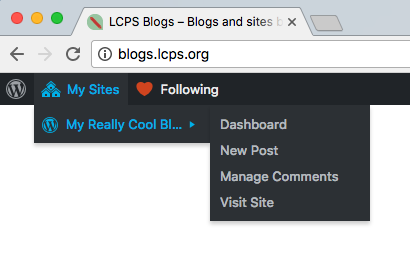 LCPS Blogs – Blogs and sites b
blogs.lcps.org
My Sites Following
My Really Cool Bl...
Dashboard
New Post
Manage Comments
Visit Site